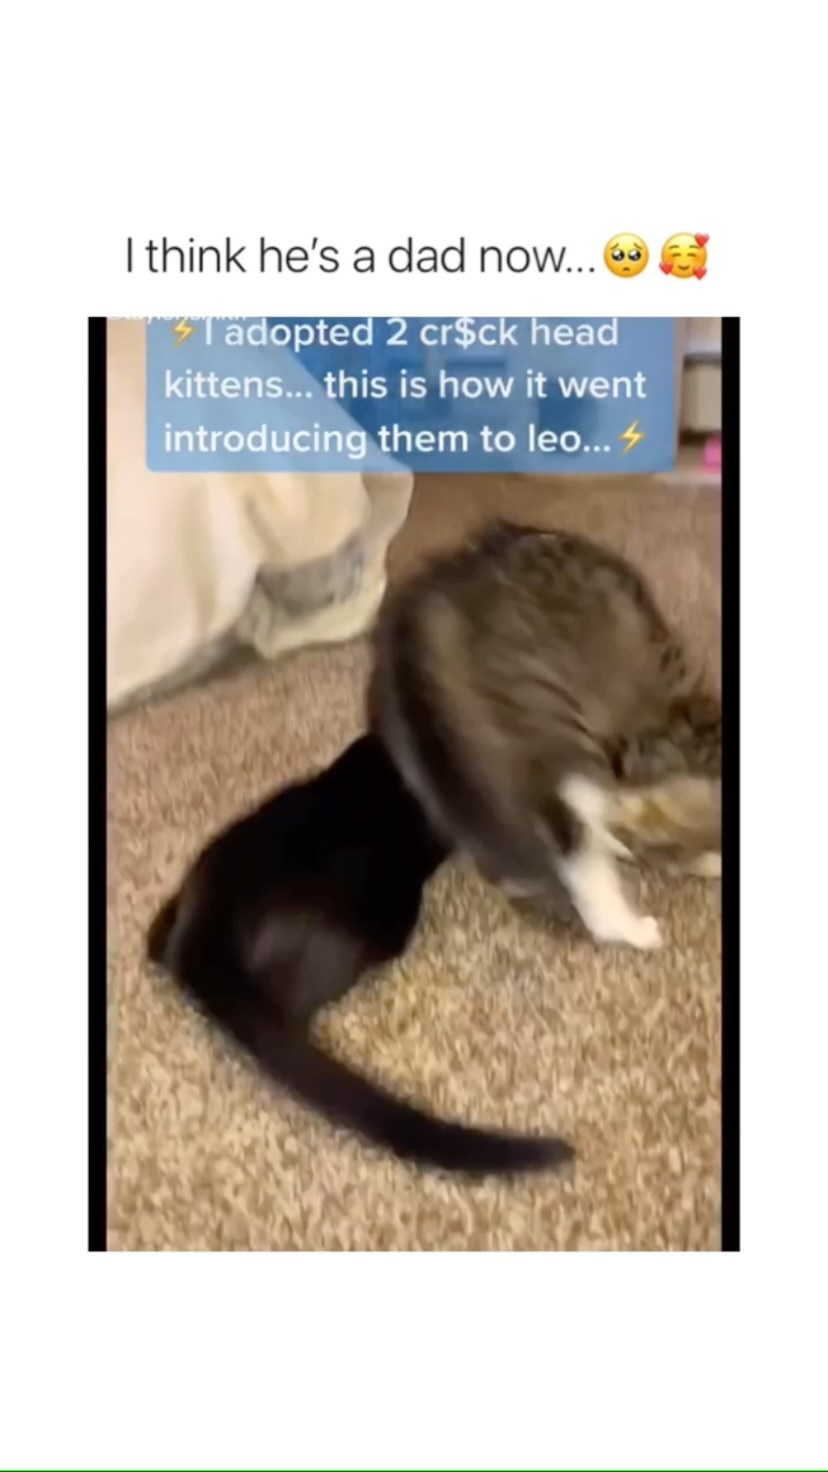 I think he's a dad now...🥺🥰
⚡I adopted 2 cr$ck head
kittens... this is how it went
introducing them to leo...⚡